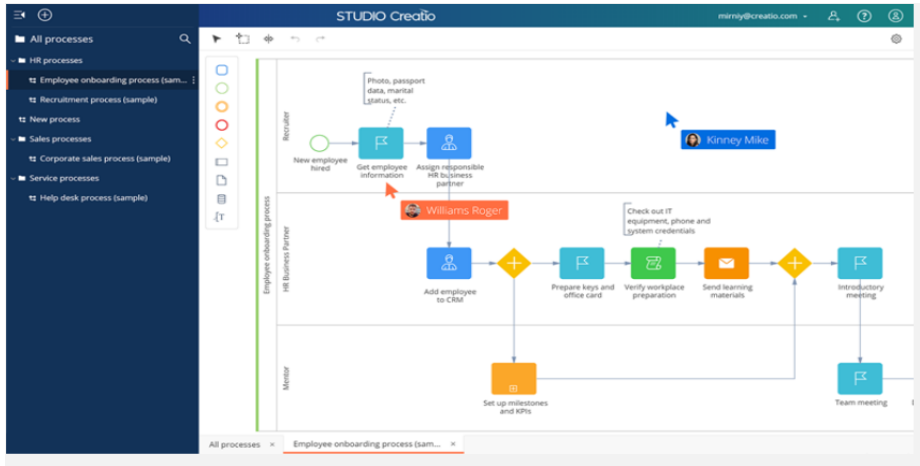 STUDIO Creatio
mirniy@creatio.com
All processes
HR processes
Employee onboarding process (sam...
Recruitment process (sample)
New process
Sales processes
Corporate sales process (sample)
Service processes
Help desk process (sample)
Employee onboarding process
Recruiter
Photo, passport
data, marital
status, etc.
New employee
hired
Get employee
information
Assign responsible
HR business
partner
Kinney Mike
Williams Roger
HR Business Partner
Check out IT
equipment, phone and
system credentials
Add employee
to CRM
Prepare keys and
office card
Verify workplace
preparation
Send learning
materials
Introductory
meeting
Mentor
Set up milestones
and KPIs
Team meeting
All processes ×
Employee onboarding process (sam... ×